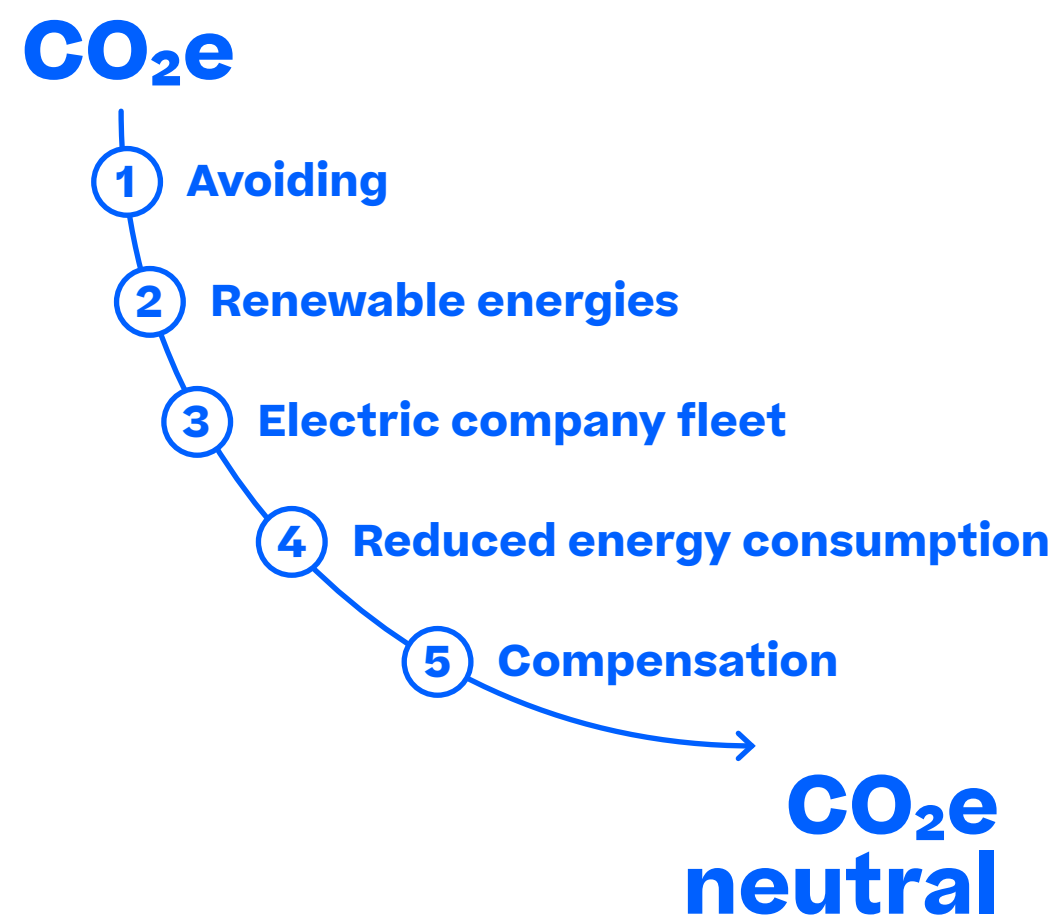 CO₂e
1 Avoiding
2 Renewable energies
3 Electric company fleet
4 Reduced energy consumption
5 Compensation
CO₂e
neutral